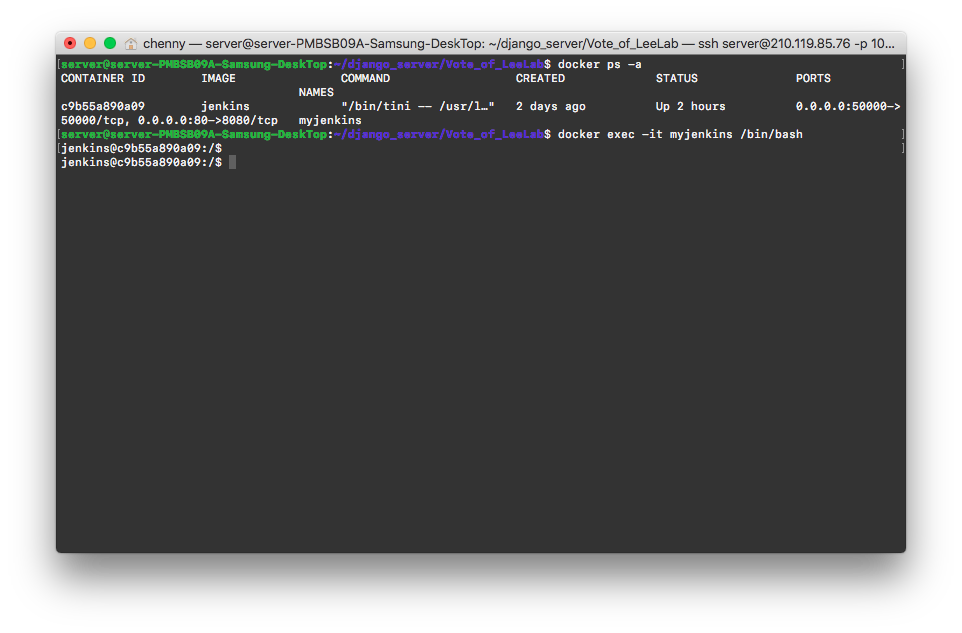 chenny — server@server-PMBSB09A-Samsung-DeskTop: ~/django_server/Vote_of_LeeLab — ssh server@210.119.85.76 -p 10...
[server@server-PMBSB09A-Samsung-DeskTop:~/django_server/Vote_of_LeeLab$ docker ps -a ]
CONTAINER ID        IMAGE               COMMAND                  CREATED             STATUS              PORTS
                                  NAMES
c9b55a890a09        jenkins             "/bin/tini -- /usr/l…"   2 days ago          Up 2 hours          0.0.0.0:50000->
50000/tcp, 0.0.0.0:80->8080/tcp   myjenkins
[server@server-PMBSB09A-Samsung-DeskTop:~/django_server/Vote_of_LeeLab$ docker exec -it myjenkins /bin/bash ]
[jenkins@c9b55a890a09:/$ ]
jenkins@c9b55a890a09:/$